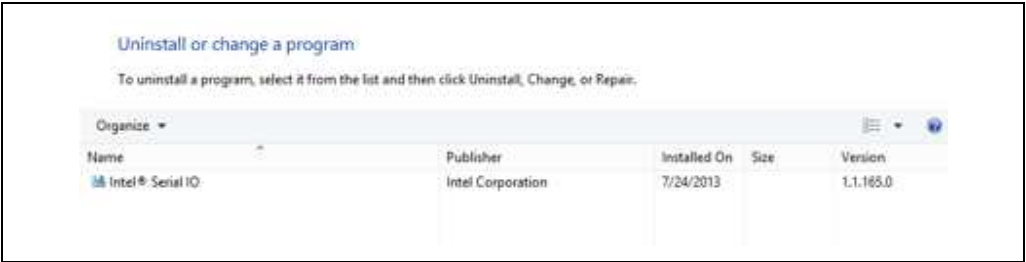 Uninstall or change a program
To uninstall a program, select it from the list and then click Uninstall, Change, or Repair.
Organize
Name Publisher Installed On Size Version
Intel® Serial IO Intel Corporation 7/24/2013 1.1.165.0